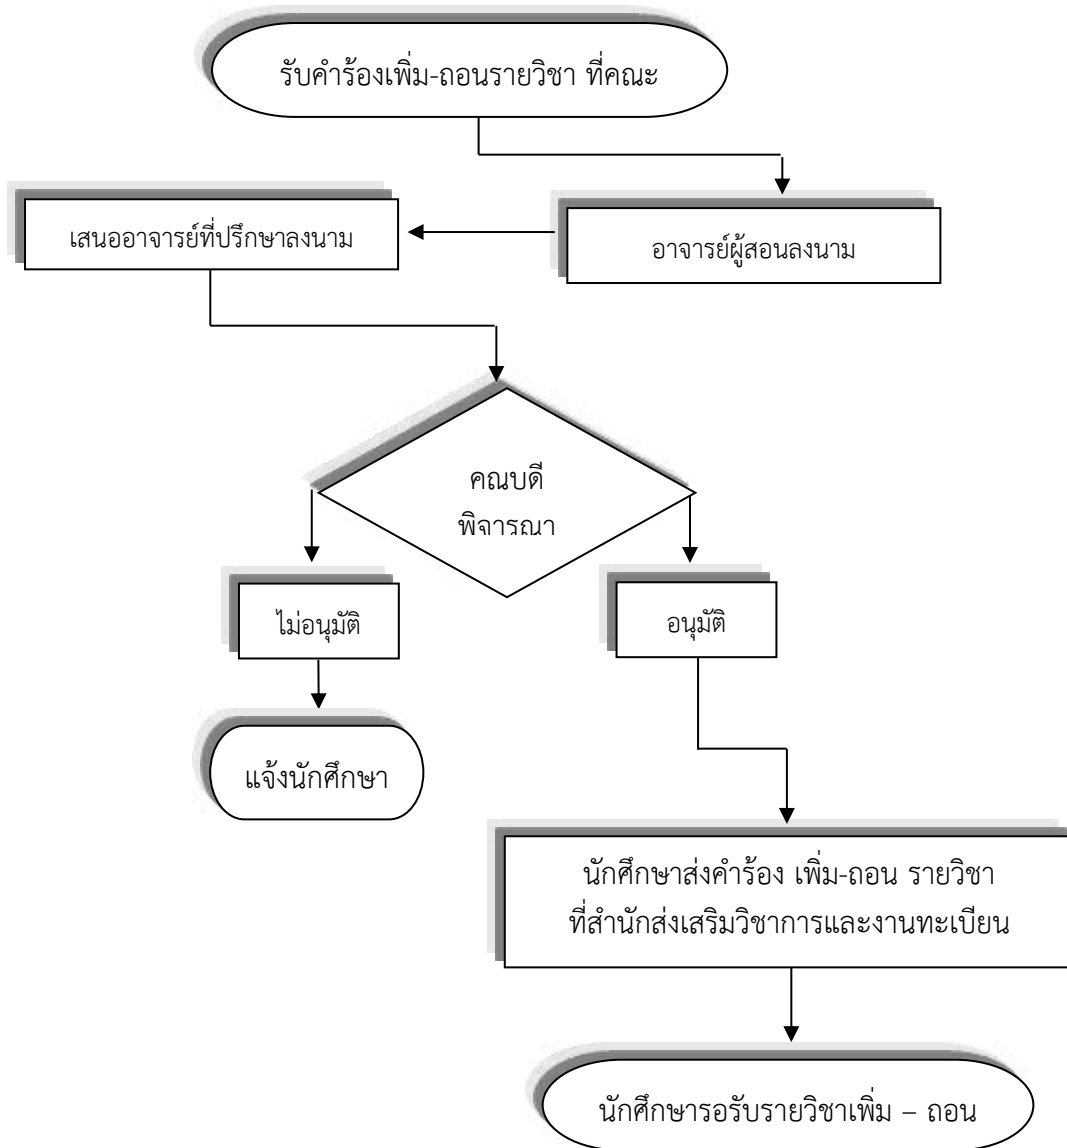 รับคำร้องเพิ่ม-ถอนรายวิชา ที่คณะ
เสนออาจารย์ที่ปรึกษาลงนาม
อาจารย์ผู้สอนลงนาม
คณบดี
พิจารณา
ไม่อนุมัติ
อนุมัติ
แจ้งนักศึกษา
นักศึกษาส่งคำร้อง เพิ่ม-ถอน รายวิชา
ที่สำนักส่งเสริมวิชาการและงานทะเบียน
นักศึกษารอรับรายวิชาเพิ่ม – ถอน